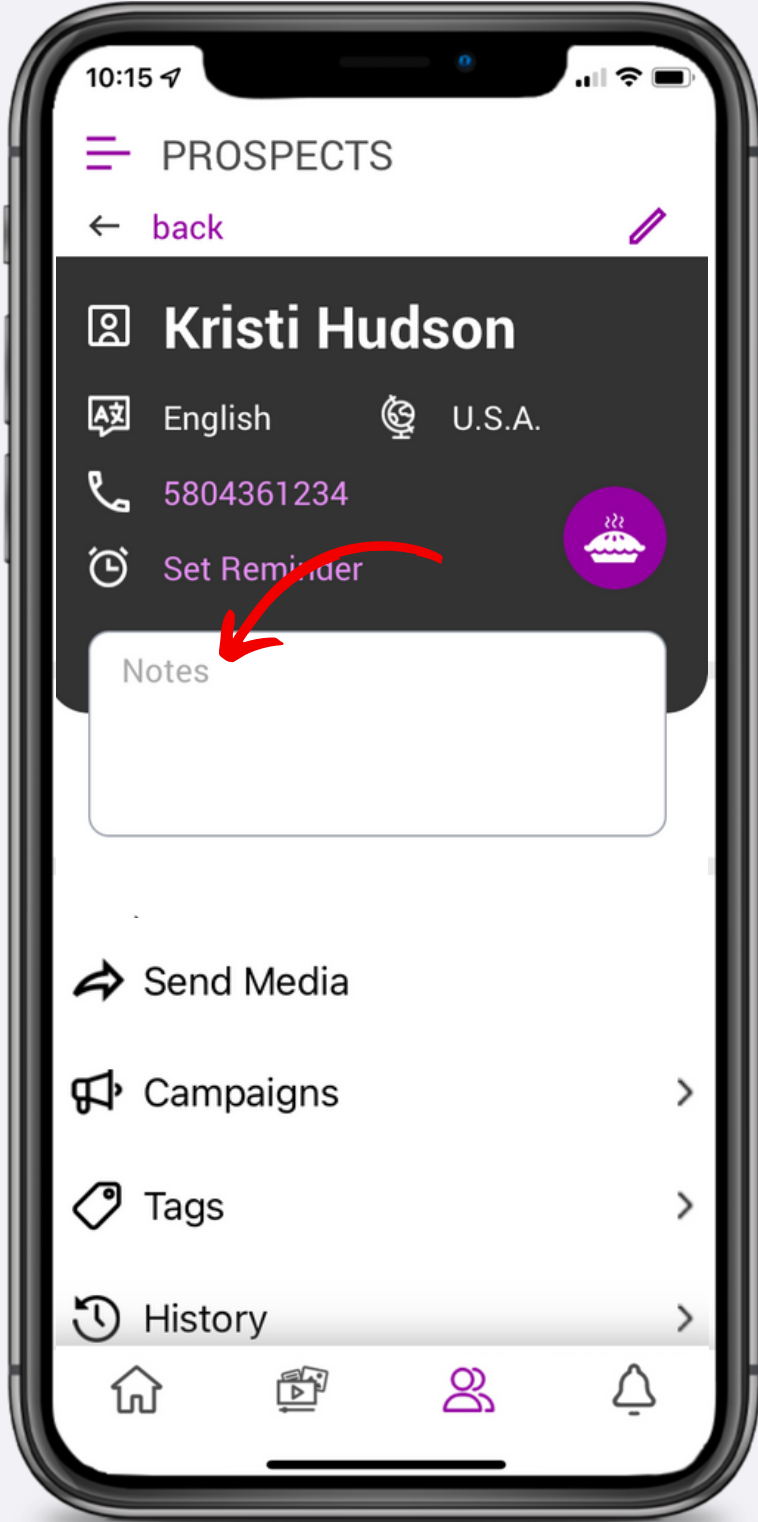 10:15
PROSPECTS
back
Kristi Hudson
English U.S.A.
5804361234
Set Reminder
Notes
Send Media
Campaigns
Tags
History